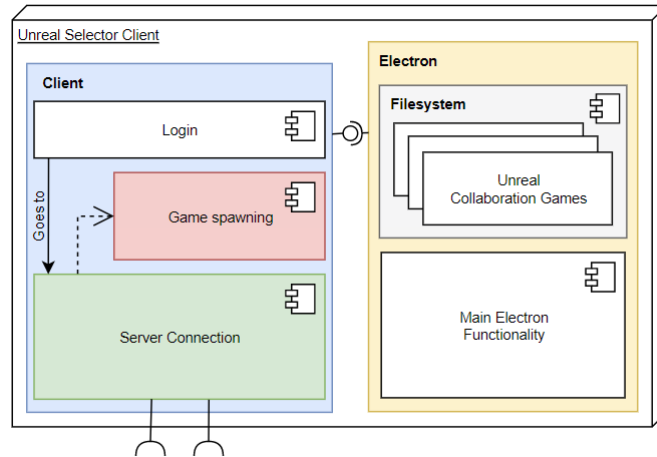 Unreal Selector Client
Client
Login
Goes to
Game spawning
Server Connection
Electron
Filesystem
Unreal
Collaboration Games
Main Electron
Functionality